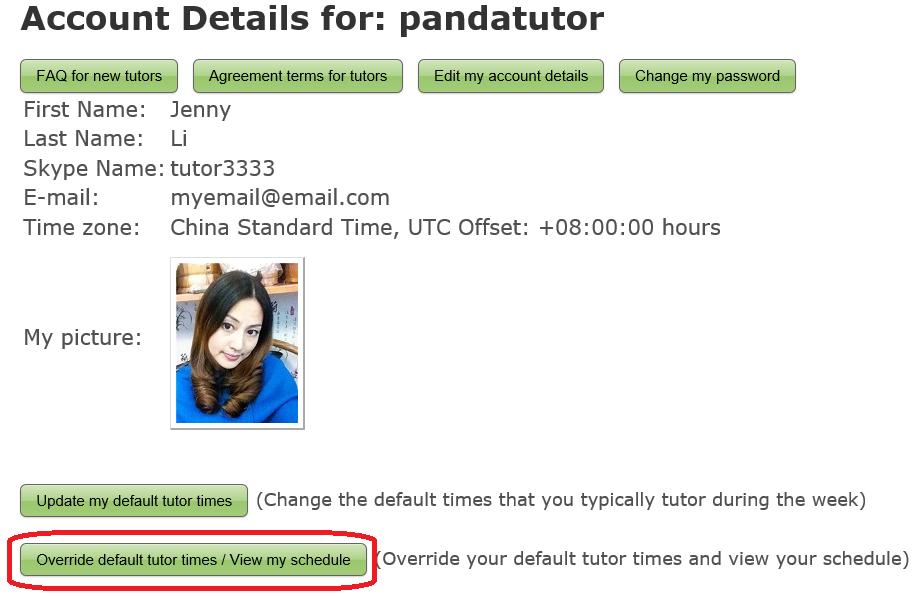 Account Details for: pandatutor
FAQ for new tutors Agreement terms for tutors Edit my account details Change my password
First Name: Jenny
Last Name: Li
Skype Name: tutor3333
E-mail: myemail@email.com
Time zone: China Standard Time, UTC Offset: +08:00:00 hours
My picture:
Update my default tutor times (Change the default times that you typically tutor during the week)
Override default tutor times / View my schedule (Override your default tutor times and view your schedule)